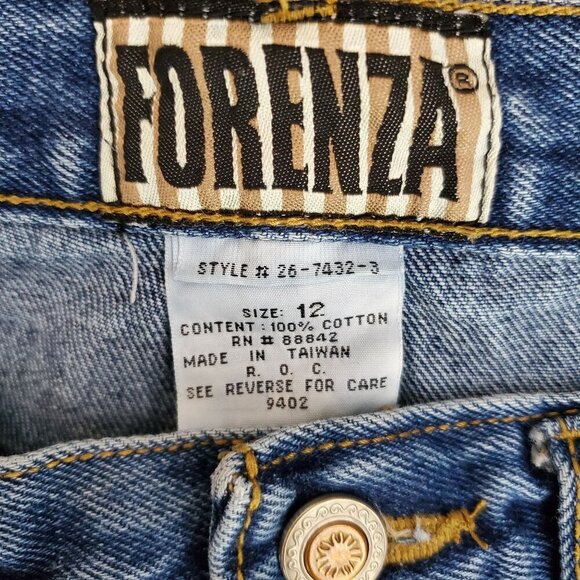 FORENZA®
STYLE # 26-7432-3
SIZE: 12
CONTENT: 100% COTTON
RN # 88842
MADE IN TAIWAN
R. O. C.
SEE REVERSE FOR CARE
9402